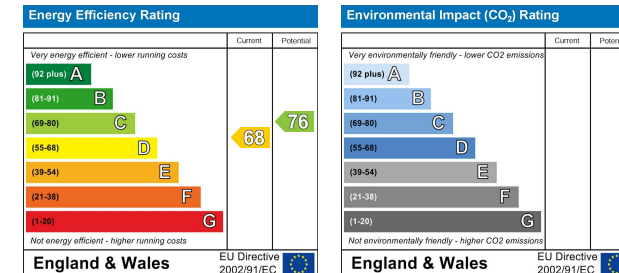 Energy Efficiency Rating
Current Potential
Very energy efficient - lower running costs
(92 plus) A
(81-91) B
(69-80) C
(55-68) D
(39-54) E
(21-38) F
(1-20) G
68
76
Not energy efficient - higher running costs
England & Wales
EU Directive
2002/91/EC
Environmental Impact (CO₂) Rating
Current Poten
Very environmentally friendly - lower CO2 emissions
(92 plus) A
(81-91) B
(69-80) C
(55-68) D
(39-54) E
(21-38) F
(1-20) G
Not environmentally friendly - higher CO2 emissions
England & Wales
EU Directive
2002/91/EC